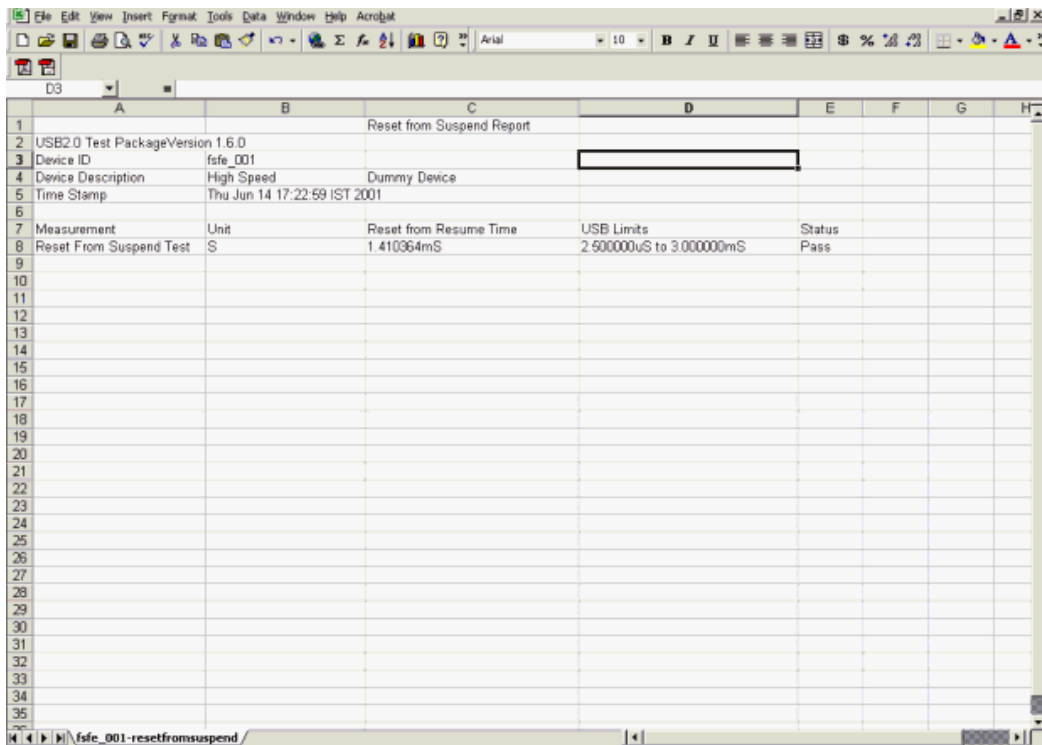 File Edit View Insert Format Tools Data Window Help Acrobat
Arial 10 B I U $ %
D3 =
A B C D E F G H
1 Reset from Suspend Report
2 USB2.0 Test PackageVersion 1.6.0
3 Device ID fsfe_001
4 Device Description High Speed Dummy Device
5 Time Stamp Thu Jun 14 17:22:59 IST 2001
6
7 Measurement Unit Reset from Resume Time USB Limits Status
8 Reset From Suspend Test S 1.410364mS 2.500000uS to 3.000000mS Pass
9
10
11
12
13
14
15
16
17
18
19
20
21
22
23
24
25
26
27
28
29
30
31
32
33
34
35
fsfe_001-resetfromsuspend